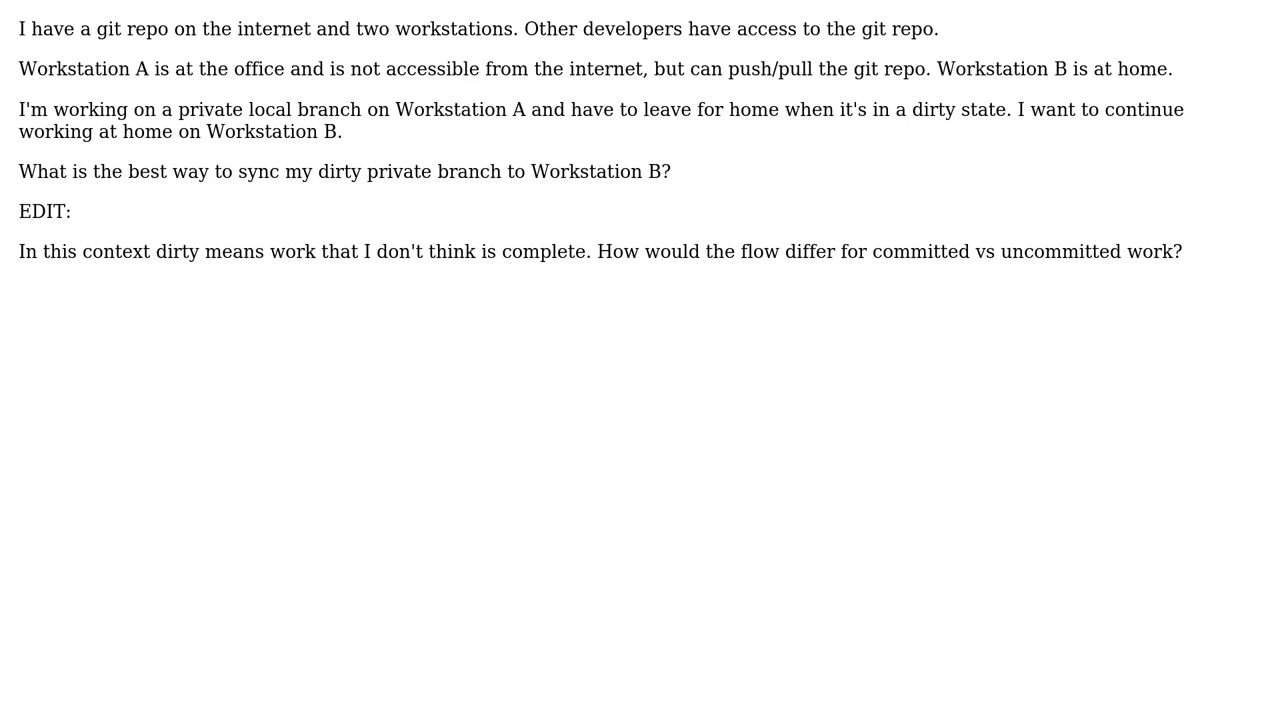 I have a git repo on the internet and two workstations. Other developers have access to the git repo.
Workstation A is at the office and is not accessible from the internet, but can push/pull the git repo. Workstation B is at home.
I'm working on a private local branch on Workstation A and have to leave for home when it's in a dirty state. I want to continue
working at home on Workstation B.
What is the best way to sync my dirty private branch to Workstation B?
EDIT:
In this context dirty means work that I don't think is complete. How would the flow differ for committed vs uncommitted work?